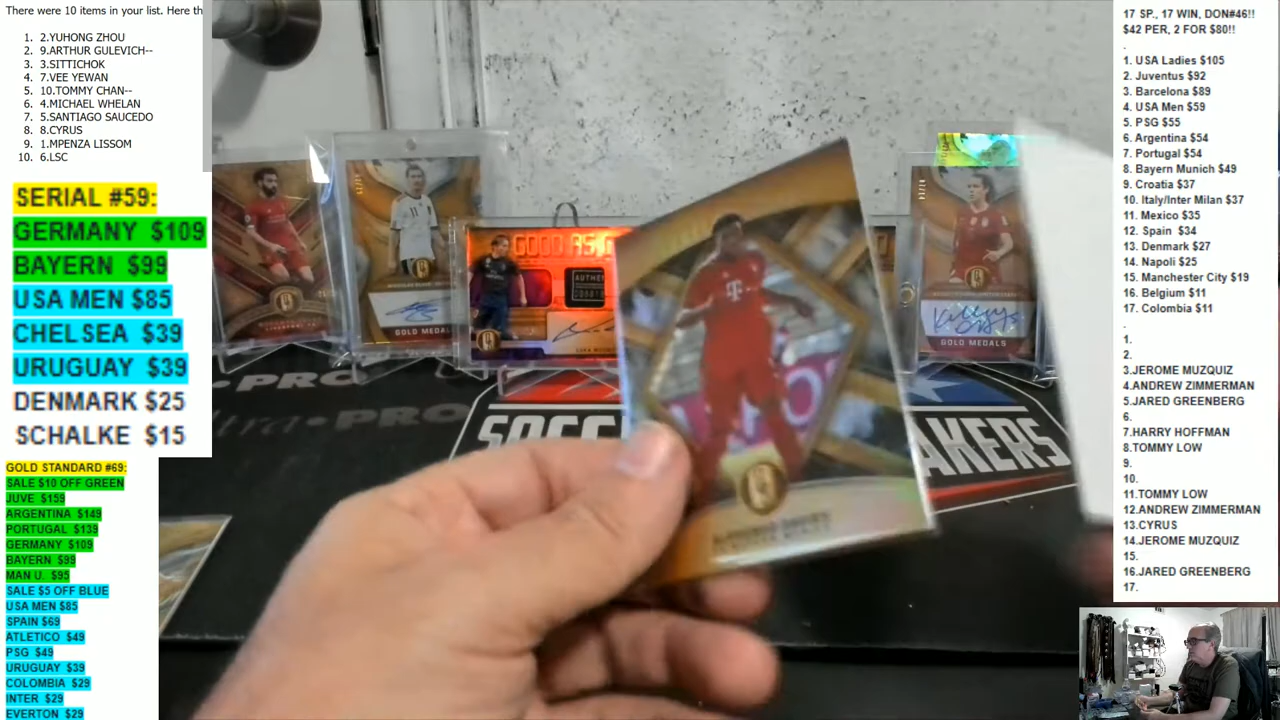 There were 10 items in your list. Here th
1. 2.YUHONG ZHOU
2. 9.ARTHUR GULEVICH--
3. 3.SITTICHOK
4. 7.VEE YEWAN
5. 10.TOMMY CHAN--
6. 4.MICHAEL WHELAN
7. 5.SANTIAGO SAUCEDO
8. 8.CYRUS
9. 1.MPENZA LISSOM
10. 6.LSC
SERIAL #59:
GERMANY $109
BAYERN $99
USA MEN $85
CHELSEA $39
URUGUAY $39
DENMARK $25
SCHALKE $15
GOLD STANDARD #69:
SALE $10 OFF GREEN
JUVE $159
ARGENTINA $149
PORTUGAL $139
GERMANY $109
BAYERN $99
MAN U. $95
SALE $5 OFF BLUE
USA MEN $85
SPAIN $69
ATLETICO $49
PSG $49
URUGUAY $39
COLOMBIA $29
INTER $29
EVERTON $29
GOLD MEDALS
GOOD AS
AUTHE
GOLD MEDALS
PRO
PRO
SOCC
AKERS
T
17 SP., 17 WIN, DON#46!!
$42 PER, 2 FOR $80!!
.
1. USA Ladies $105
2. Juventus $92
3. Barcelona $89
4. USA Men $59
5. PSG $55
6. Argentina $54
7. Portugal $54
8. Bayern Munich $49
9. Croatia $37
10. Italy/Inter Milan $37
11. Mexico $35
12. Spain $34
13. Denmark $27
14. Napoli $25
15. Manchester City $19
16. Belgium $11
17. Colombia $11
.
1.
2.
3.JEROME MUZQUIZ
4.ANDREW ZIMMERMAN
5.JARED GREENBERG
6.
7.HARRY HOFFMAN
8.TOMMY LOW
9.
10.
11.TOMMY LOW
12.ANDREW ZIMMERMAN
13.CYRUS
14.JEROME MUZQUIZ
15.
16.JARED GREENBERG
17.